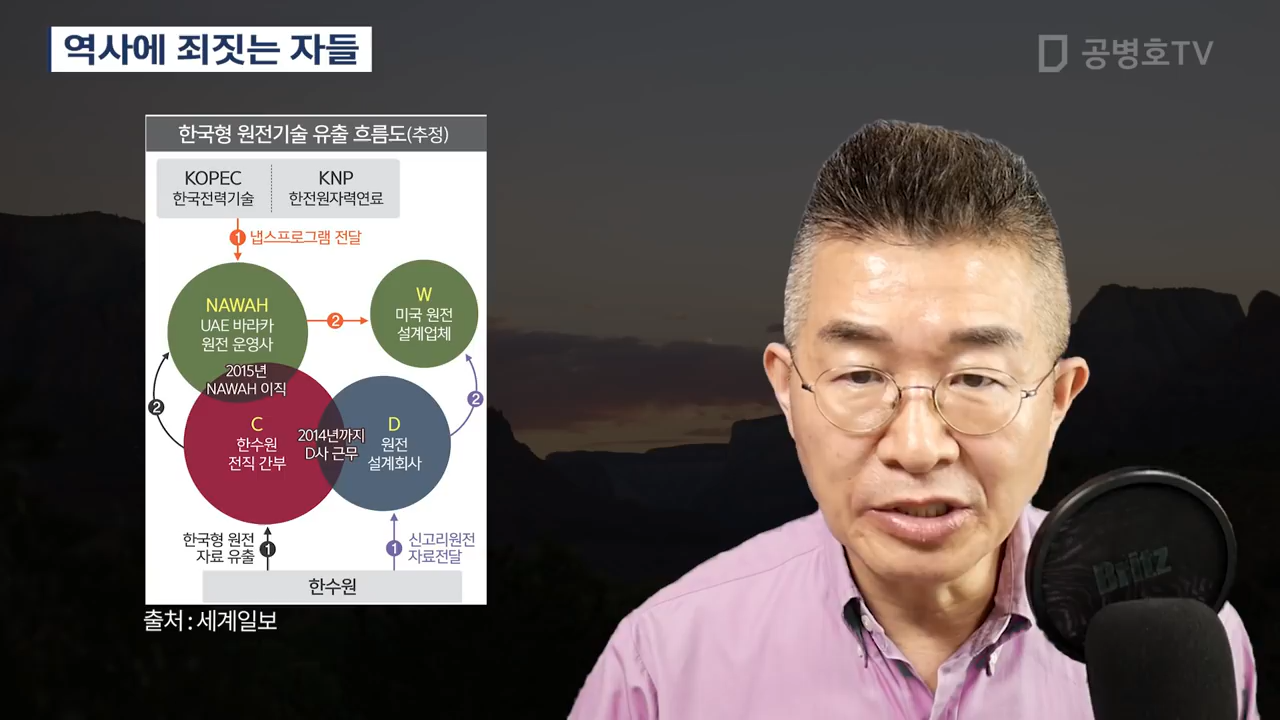 역사에 죄짓는 자들
공병호TV
한국형 원전기술 유출 흐름도(추정)
KOPEC
한국전력기술
KNP
한전원자력연료
1 냅스프로그램 전달
NAWAH
UAE 바라카
원전 운영사
2
W
미국 원전
설계업체
2015년
NAWAH 이직
2
2
C
한수원
전직 간부
2014년까지
D사 근무
D
원전
설계회사
한국형 원전
자료 유출
1
1
신고리원전
자료전달
한수원
출처 : 세계일보
Britz